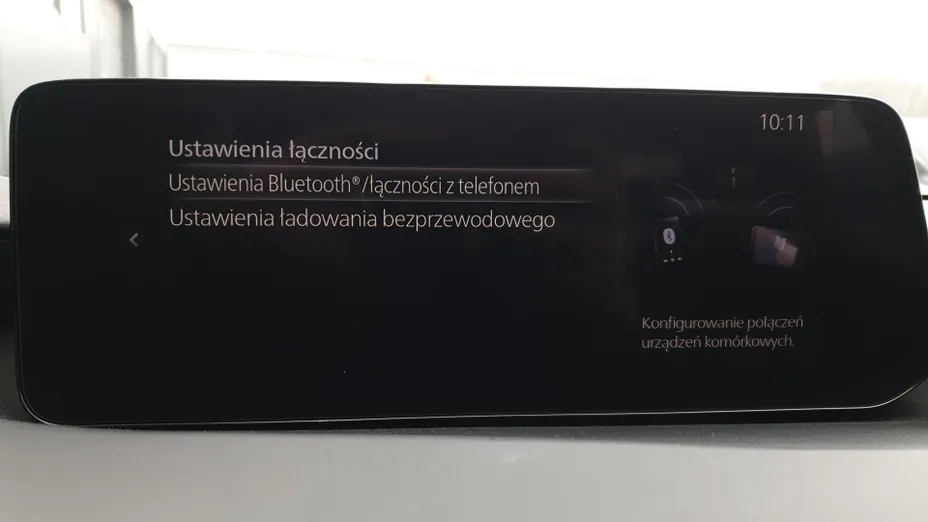 10:11
Ustawienia łączności
Ustawienia Bluetooth®/łączności z telefonem
Ustawienia ładowania bezprzewodowego
Konfigurowanie połączeń
urządzeń komórkowych.